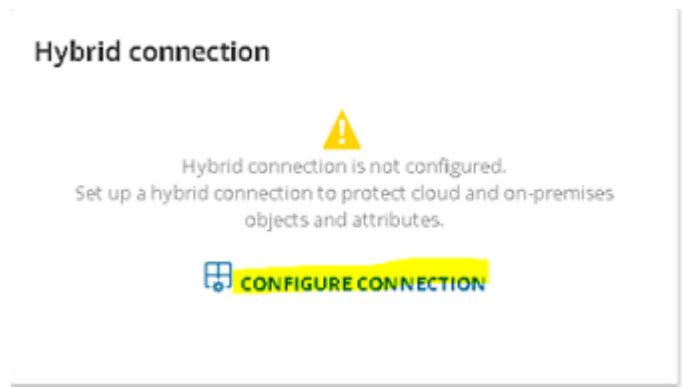 Hybrid connection
Hybrid connection is not configured.
Set up a hybrid connection to protect cloud and on-premises
objects and attributes.
CONFIGURE CONNECTION